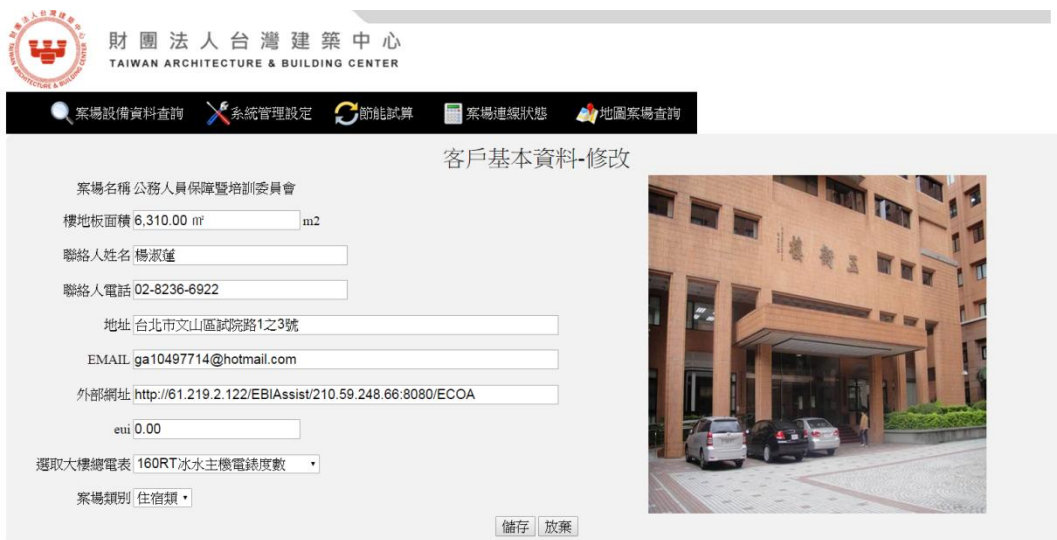 財團法人台灣建築中心
TAIWAN ARCHITECTURE & BUILDING CENTER
案場設備資料查詢 系統管理設定 節能試算 案場連線狀態 地圖案場查詢
客戶基本資料-修改
案場名稱 公務人員保障暨培訓委員會
樓地板面積 6,310.00 ㎡ m2
聯絡人姓名 楊淑蓮
聯絡人電話 02-8236-6922
地址 台北市文山區試院路1之3號
EMAIL ga10497714@hotmail.com
外部網址 http://61.219.2.122/EBIAssist/210.59.248.66:8080/ECOA
eui 0.00
選取大樓總電表 160RT冰水主機電錶度數
案場類別 住宿類
儲存 放棄
樓衡玉